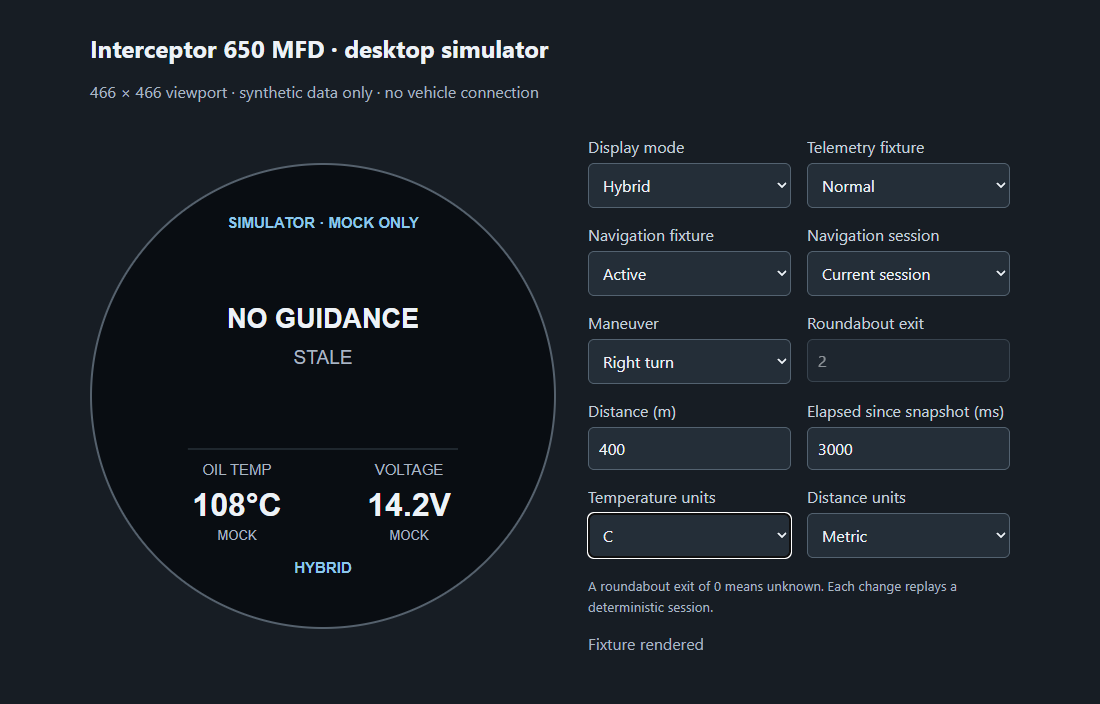 Interceptor 650 MFD · desktop simulator
466 × 466 viewport · synthetic data only · no vehicle connection
SIMULATOR · MOCK ONLY
NO GUIDANCE
STALE
OIL TEMP VOLTAGE
108°C 14.2V
MOCK MOCK
HYBRID
Display mode Telemetry fixture
Hybrid Normal
Navigation fixture Navigation session
Active Current session
Maneuver Roundabout exit
Right turn 2
Distance (m) Elapsed since snapshot (ms)
400 3000
Temperature units Distance units
C Metric
A roundabout exit of 0 means unknown. Each change replays a
deterministic session.
Fixture rendered